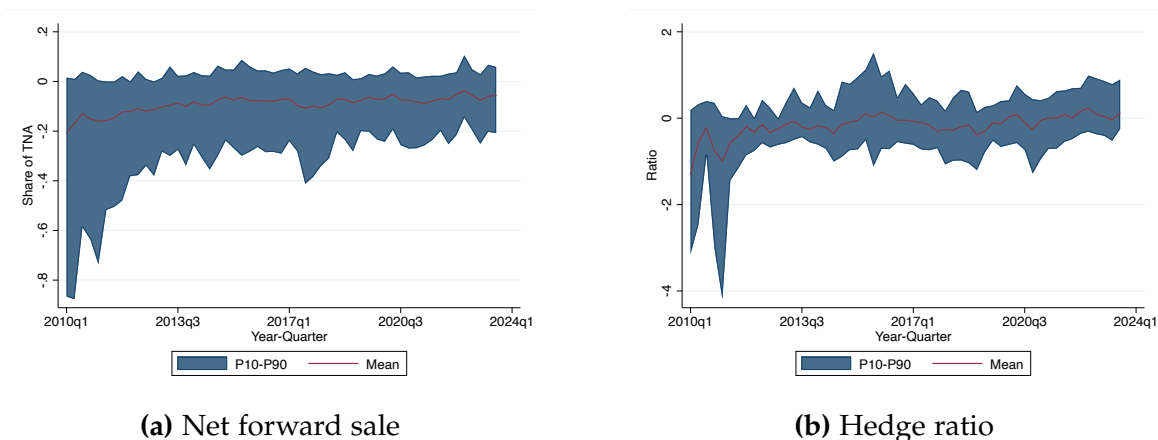 .2
0
-.2
-.4
-.6
-.8
Share of TNA
2010q1 2013q3 2017q1 2020q3 2024q1
Year-Quarter
P10-P90 Mean
(a) Net forward sale
2
0
-2
-4
Ratio
2010q1 2013q3 2017q1 2020q3 2024q1
Year-Quarter
P10-P90 Mean
(b) Hedge ratio